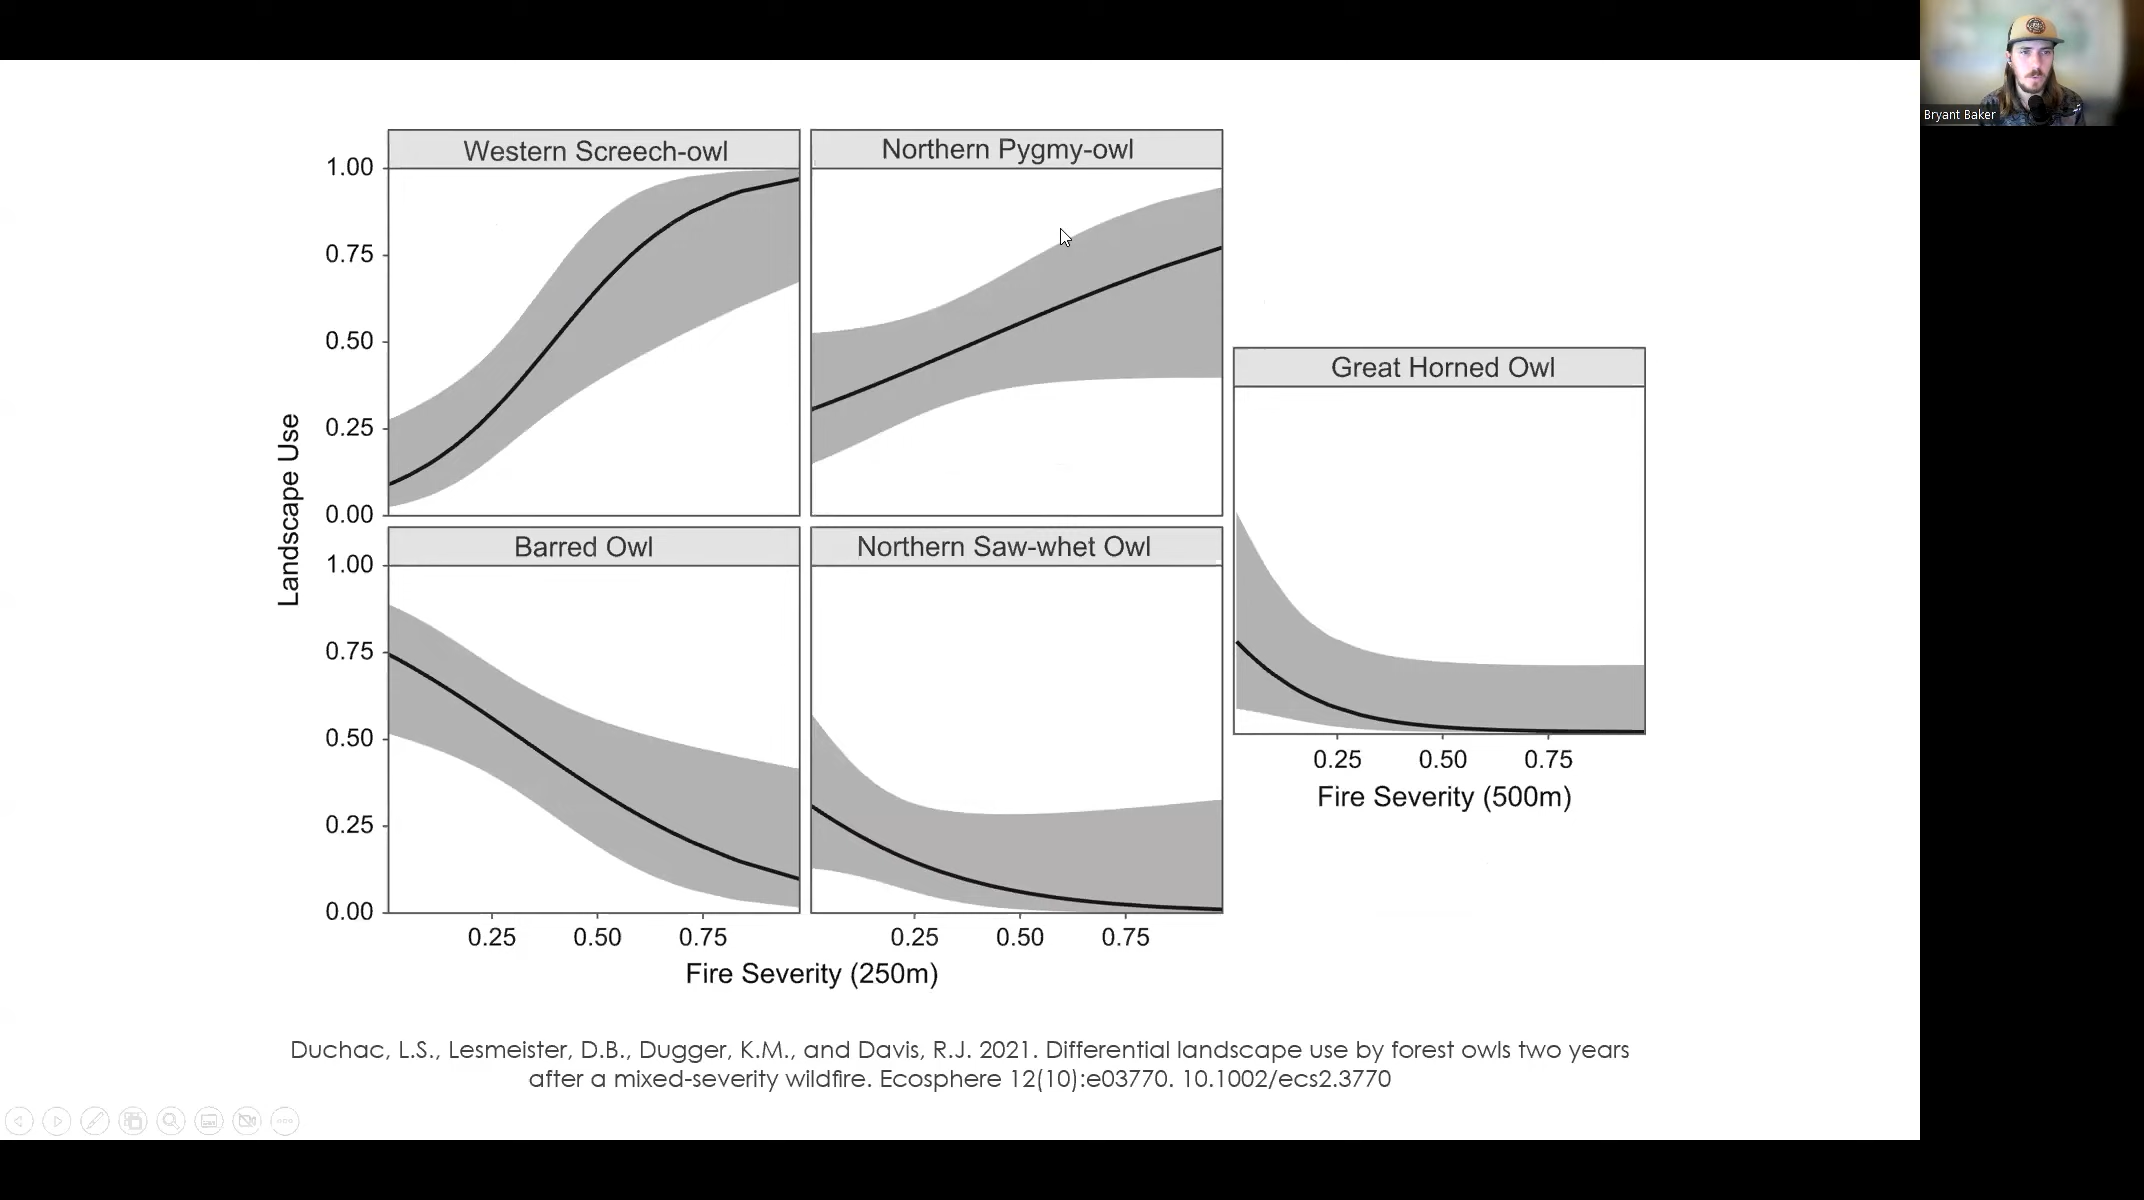 Bryant Baker
Western Screech-owl
Northern Pygmy-owl
1.00
0.75
0.50
0.25
0.00
Great Horned Owl
Landscape Use
Barred Owl
Northern Saw-whet Owl
1.00
0.75
0.50
0.25
0.00
0.25 0.50 0.75
Fire Severity (500m)
0.25 0.50 0.75
0.25 0.50 0.75
Fire Severity (250m)
Duchac, L.S., Lesmeister, D.B., Dugger, K.M., and Davis, R.J. 2021. Differential landscape use by forest owls two years
after a mixed-severity wildfire. Ecosphere 12(10):e03770. 10.1002/ecs2.3770